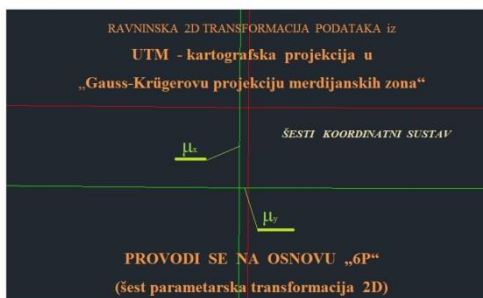 RAVNINSKA 2D TRANSFORMACIJA PODATAKA iz
UTM - kartografska projekcija u
„Gauss-Krügerovu projekciju merdijanskih zona“
ŠESTI KOORDINATNI SUSTAV
μx
μy
PROVODI SE NA OSNOVU „6P“
(šest parametarska transformacija 2D)